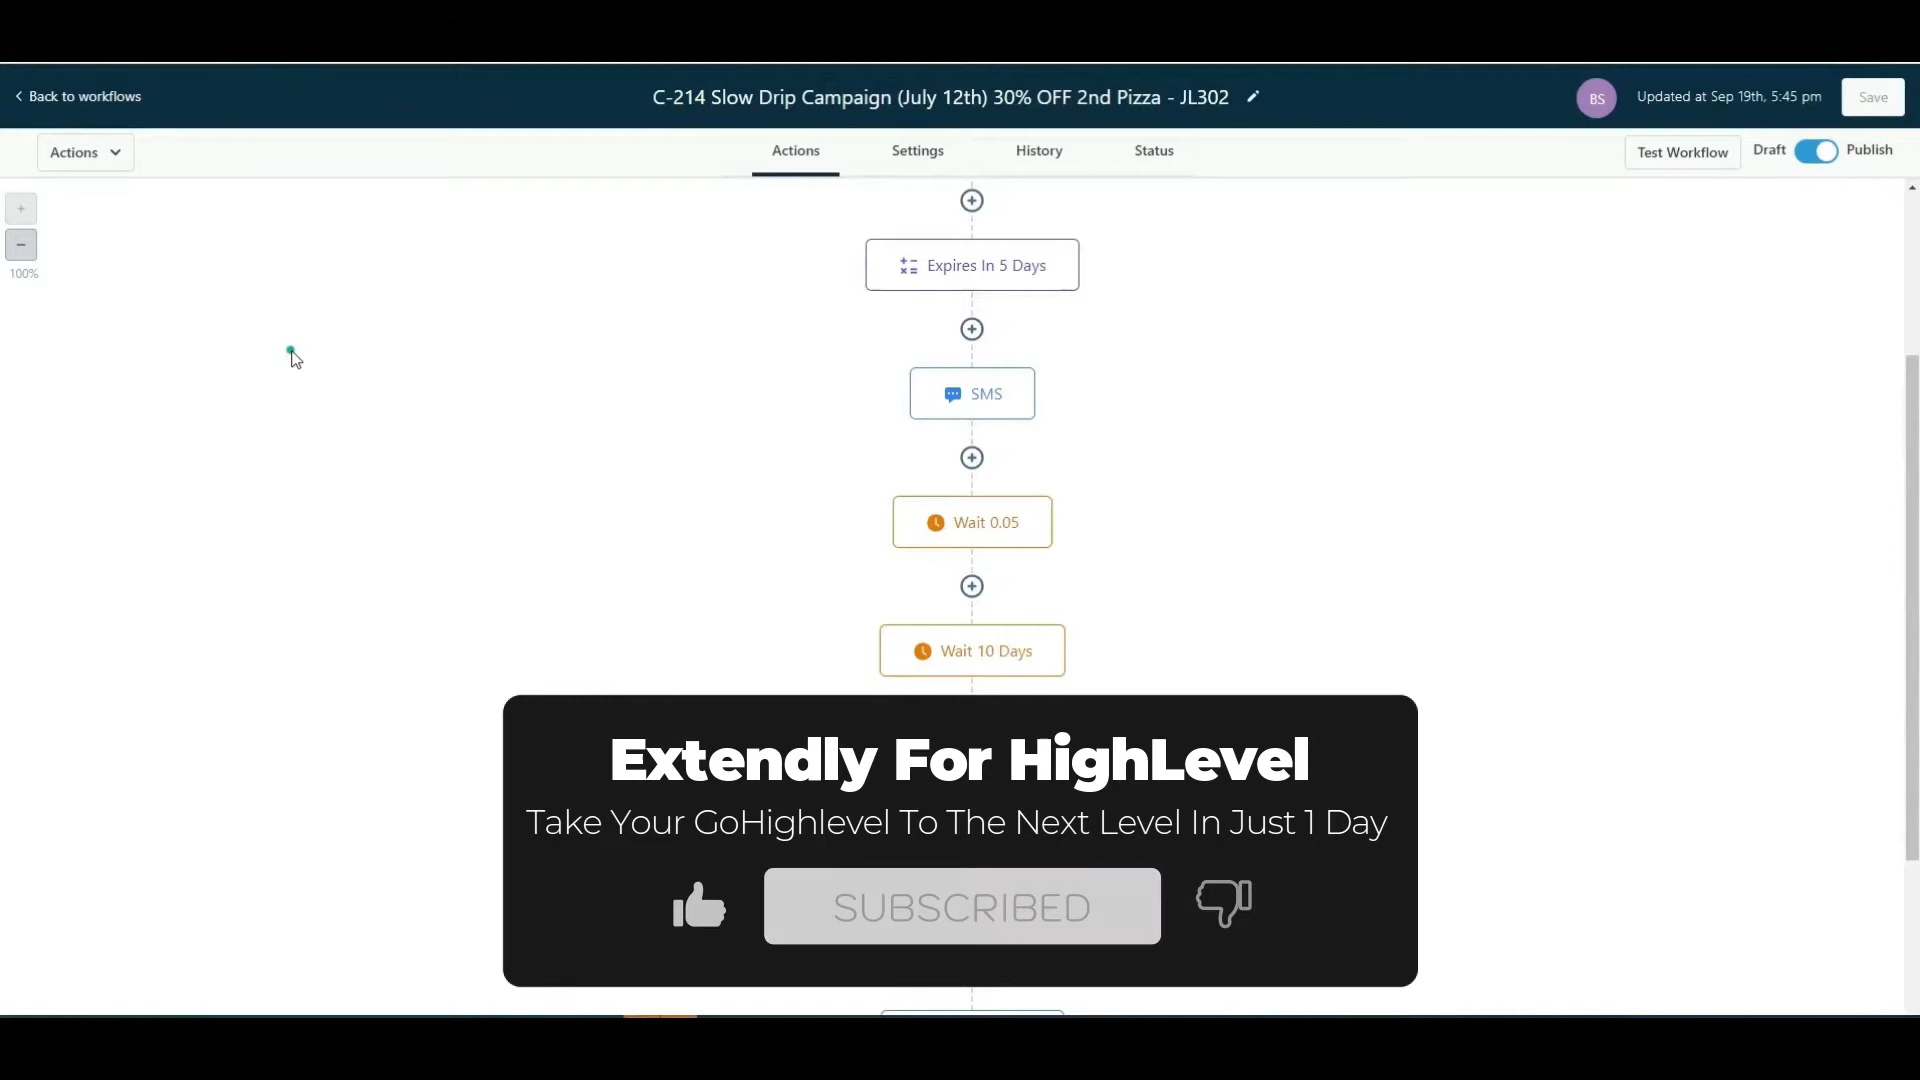 Back to workflows
C-214 Slow Drip Campaign (July 12th) 30% OFF 2nd Pizza - JL302
BS
Updated at Sep 19th, 5:45 pm
Save
Actions
Actions
Settings
History
Status
Test Workflow
Draft
Publish
+
−
100%
Expires In 5 Days
SMS
Wait 0.05
Wait 10 Days
Extendly For HighLevel
Take Your GoHighlevel To The Next Level In Just 1 Day
SUBSCRIBED